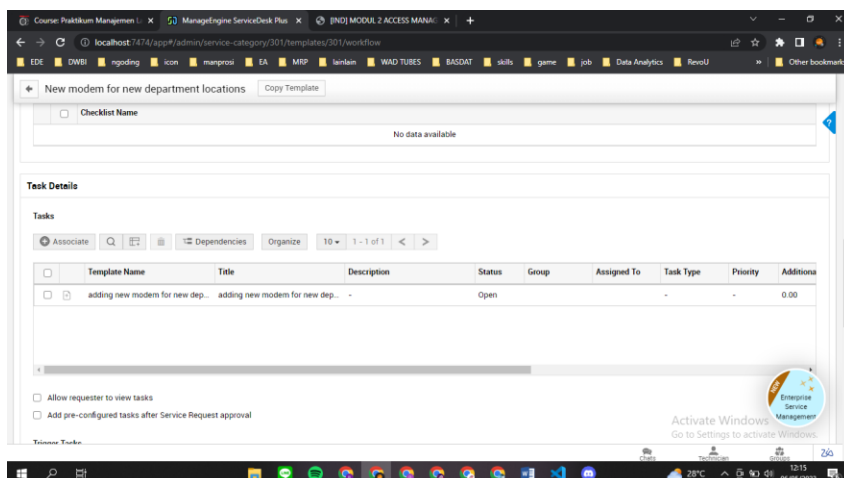 Course: Praktikum Manajemen L
ManageEngine ServiceDesk Plus
[IND] MODUL 2 ACCESS MANAG
localhost:7474/app#/admin/service-category/301/templates/301/workflow
EDE DWBI ngoding icon manprosi EA MRP lainlain WAD TUBES BASDAT skills game job Data Analytics RevoU » Other bookmark
New modem for new department locations Copy Template
Checklist Name
No data available
?
Task Details
Tasks
Associate Dependencies Organize 10 1 - 1 of 1 < >
Template Name Title Description Status Group Assigned To Task Type Priority Additiona
adding new modem for new dep... adding new modem for new dep... - Open - - 0.00
Allow requester to view tasks
Add pre-configured tasks after Service Request approval
NEW
Enterprise
Service
Management
Activate Windows
Go to Settings to activate Windows.
Trigger Tasks
Chats Technician Groups
28°C 12:15